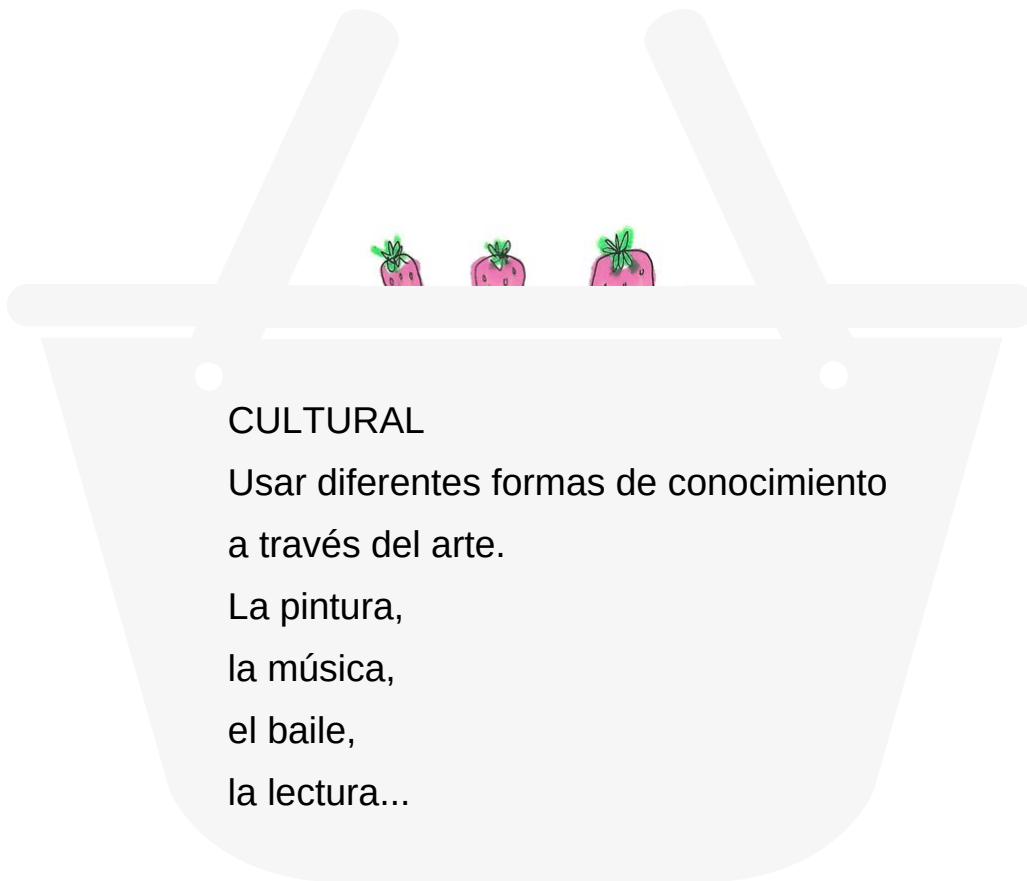 CULTURAL
Usar diferentes formas de conocimiento
a través del arte.
La pintura,
la música,
el baile,
la lectura...